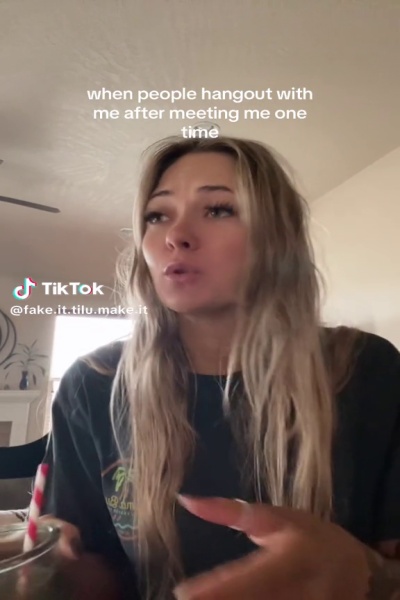 when people hangout with
me after meeting me one
time
TikTok
@fake.it.tilu.make.it